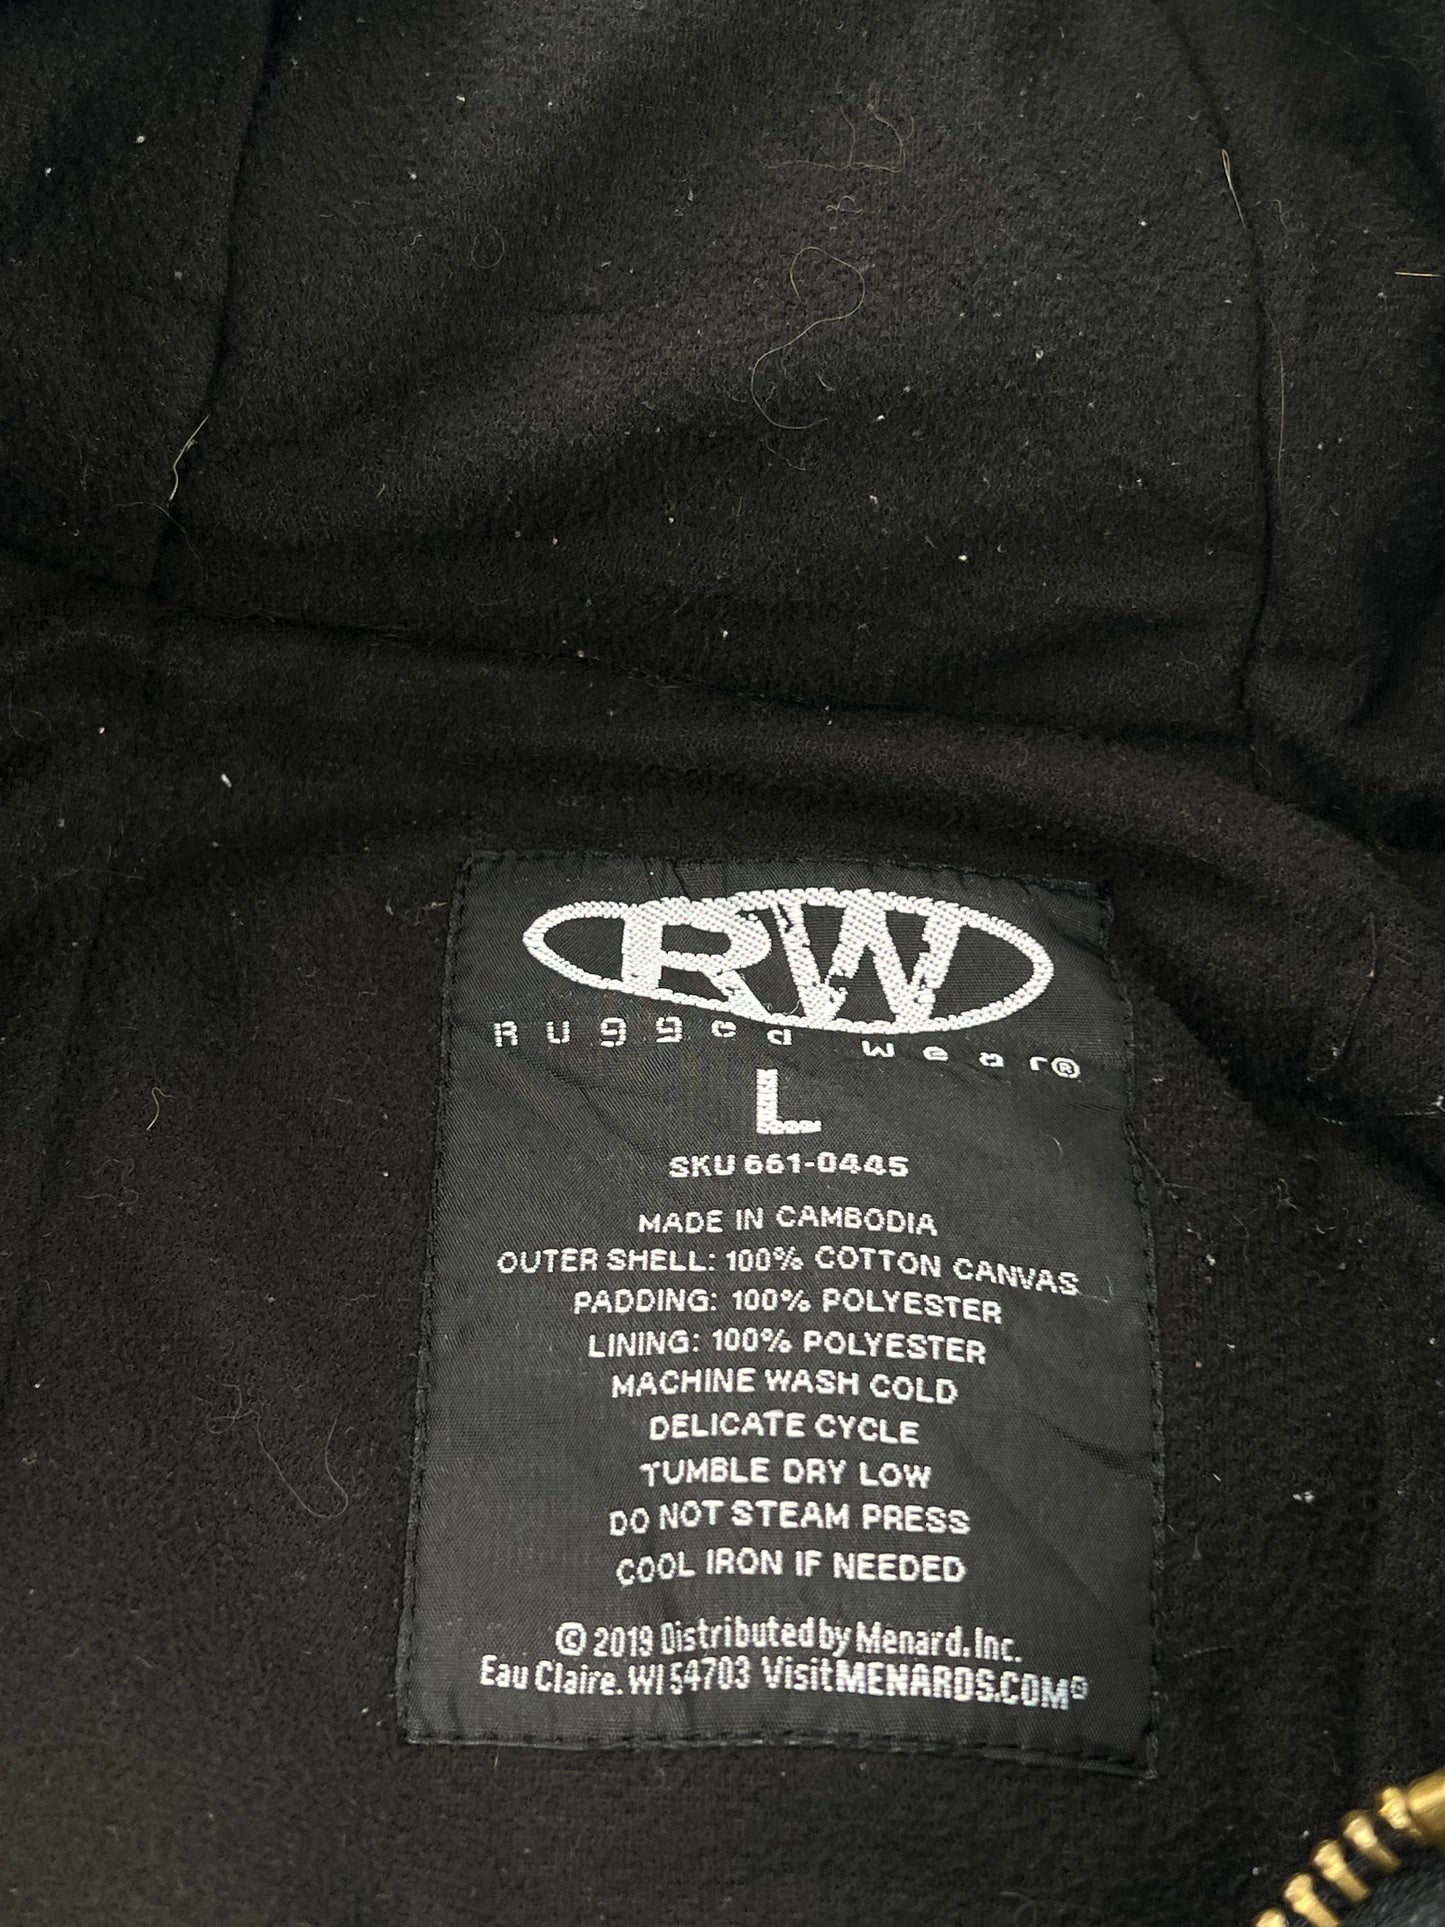 RW
Rugged Wear®
L
SKU 661-0445
MADE IN CAMBODIA
OUTER SHELL: 100% COTTON CANVAS
PADDING: 100% POLYESTER
LINING: 100% POLYESTER
MACHINE WASH COLD
DELICATE CYCLE
TUMBLE DRY LOW
DO NOT STEAM PRESS
COOL IRON IF NEEDED
© 2019 Distributed by Menard, Inc.
Eau Claire, WI 54703 Visit MENARDS.COM®